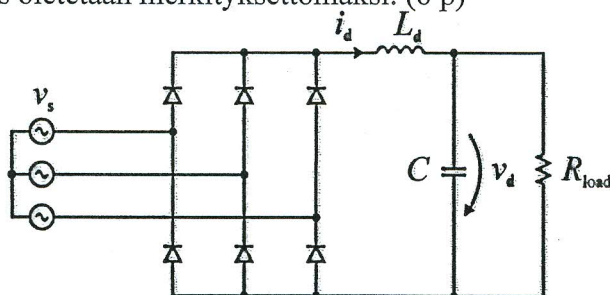 s oletetaan merkityksettömäksi. (6 p)
i_d L_d
v_s
C v_d R_load